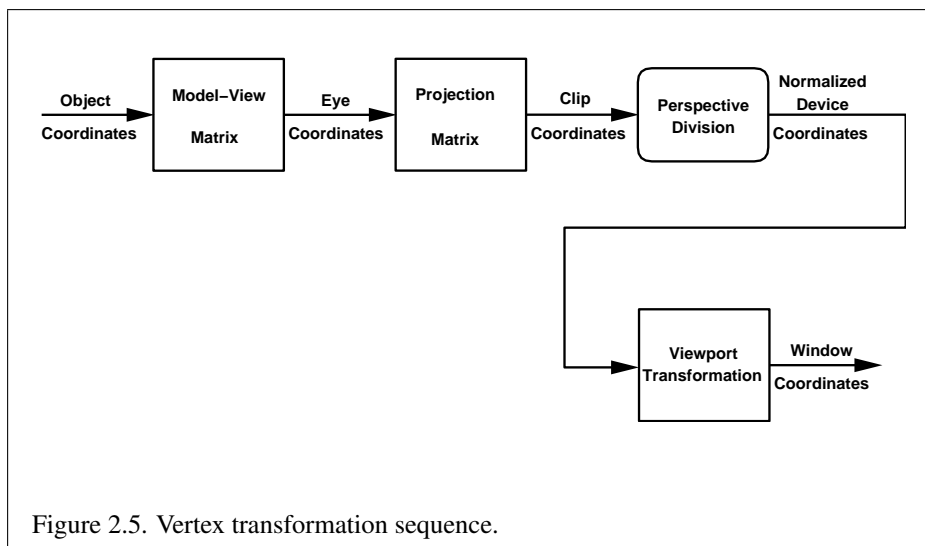 Object
Coordinates
Model−View
Matrix
Eye
Coordinates
Projection
Matrix
Clip
Coordinates
Perspective
Division
Normalized
Device
Coordinates
Viewport
Transformation
Window
Coordinates
Figure 2.5. Vertex transformation sequence.